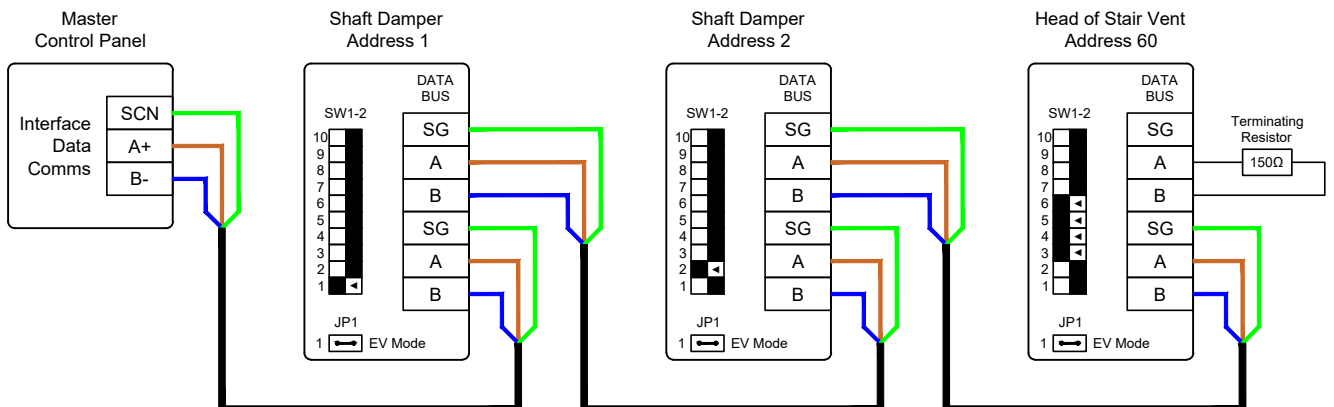 Master
Control Panel
Interface
Data
Comms
SCN
A+
B-
Shaft Damper
Address 1
DATA
BUS
SW1-2
10
9
8
7
6
5
4
3
2
1
SG
A
B
SG
A
B
JP1
1 EV Mode
Shaft Damper
Address 2
DATA
BUS
SW1-2
10
9
8
7
6
5
4
3
2
1
SG
A
B
SG
A
B
JP1
1 EV Mode
Head of Stair Vent
Address 60
DATA
BUS
SW1-2
10
9
8
7
6
5
4
3
2
1
SG
A
B
SG
A
B
JP1
1 EV Mode
Terminating
Resistor
150Ω